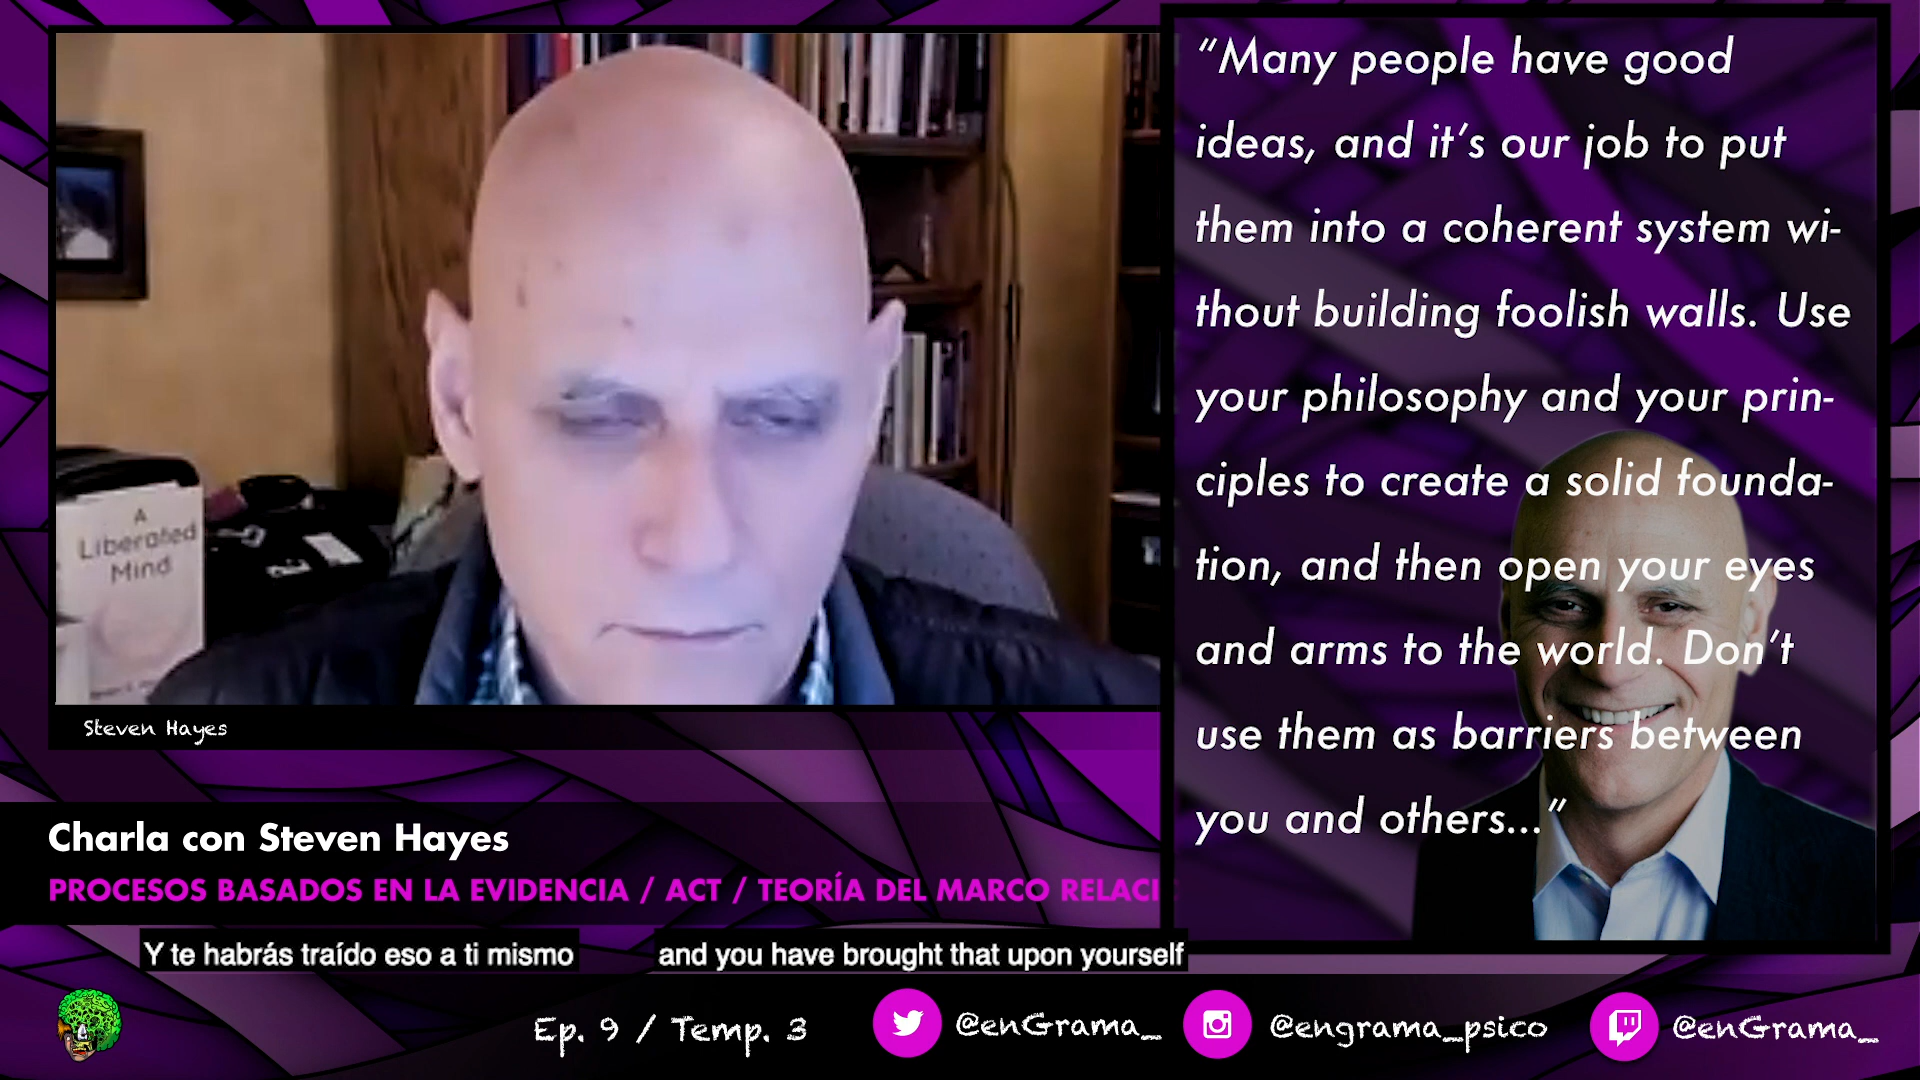 A
Liberated
Mind
Steven Hayes
“Many people have good
ideas, and it’s our job to put
them into a coherent system wi-
thout building foolish walls. Use
your philosophy and your prin-
ciples to create a solid founda-
tion, and then open your eyes
and arms to the world. Don’t
use them as barriers between
you and others...”
Charla con Steven Hayes
PROCESOS BASADOS EN LA EVIDENCIA / ACT / TEORÍA DEL MARCO RELACI
Y te habrás traído eso a ti mismo
and you have brought that upon yourself
Ep. 9 / Temp. 3
@enGrama_
@engrama_psico
@enGrama_